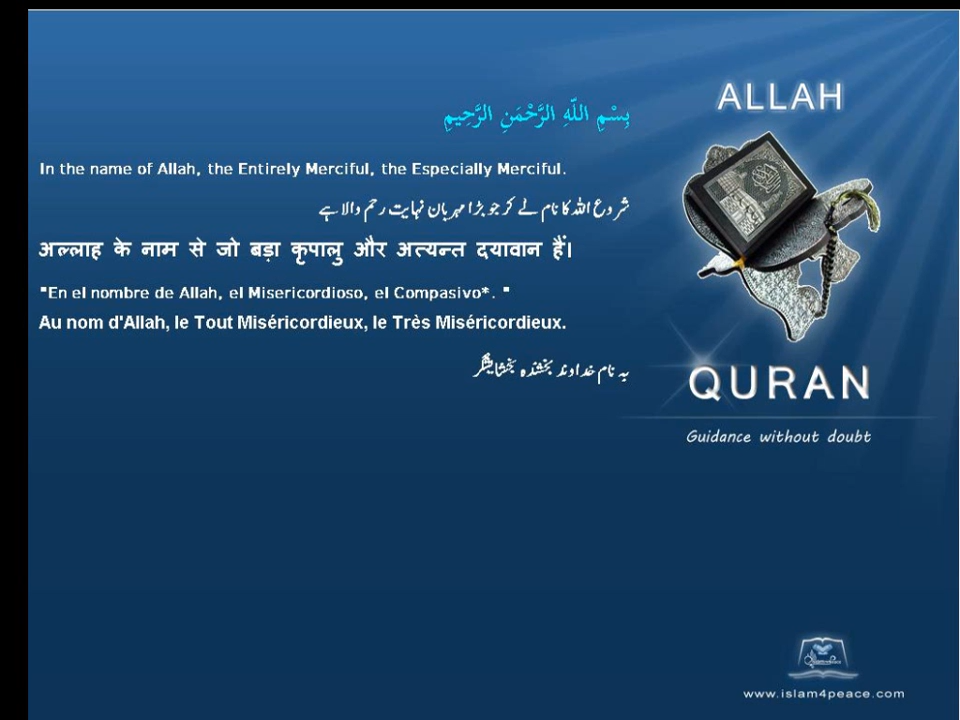 بِسْمِ اللَّهِ الرَّحْمَنِ الرَّحِيمِ
In the name of Allah, the Entirely Merciful, the Especially Merciful.
شروع اللہ کا نام لے کر جو بڑا مہربان نہایت رحم والا ہے
अल्लाह के नाम से जो बड़ा कृपालु और अत्यन्त दयावान हैं।
"En el nombre de Allah, el Misericordioso, el Compasivo*. "
Au nom d'Allah, le Tout Miséricordieux, le Très Miséricordieux.
به نام خداوند بخشنده بخشایشگر
ALLAH
QURAN
Guidance without doubt
www.islam4peace.com